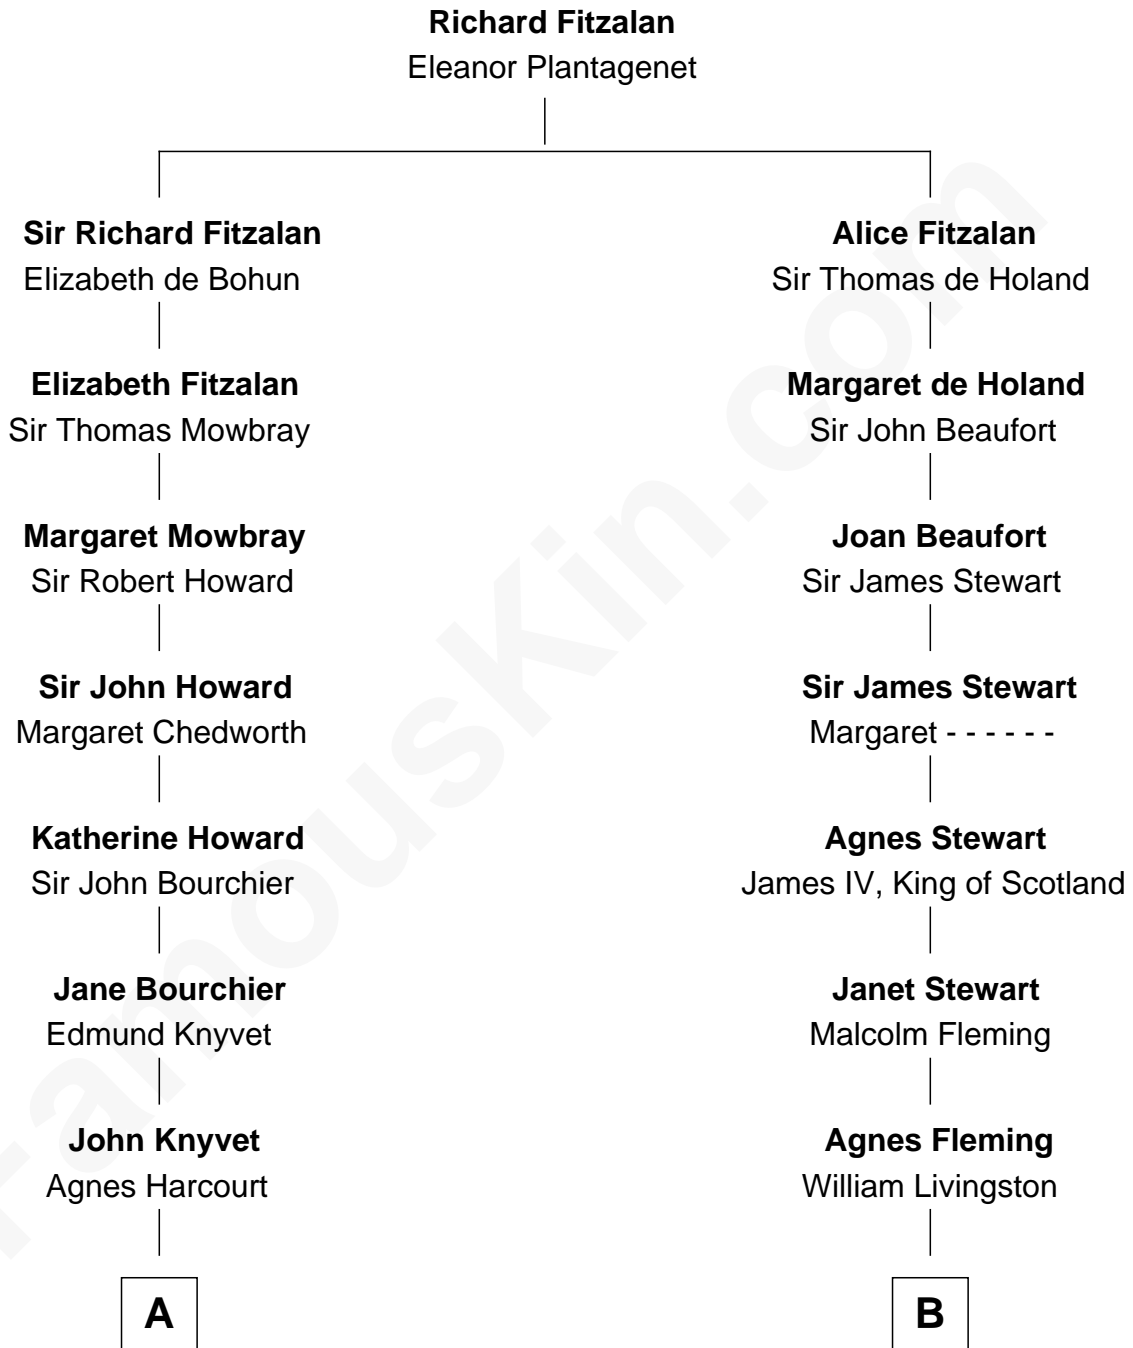 Richard Fitzalan
Eleanor Plantagenet
Sir Richard Fitzalan
Elizabeth de Bohun
Elizabeth Fitzalan
Sir Thomas Mowbray
Margaret Mowbray
Sir Robert Howard
Sir John Howard
Margaret Chedworth
Katherine Howard
Sir John Bourchier
Jane Bourchier
Edmund Knyvet
John Knyvet
Agnes Harcourt
A
Alice Fitzalan
Sir Thomas de Holand
Margaret de Holand
Sir John Beaufort
Joan Beaufort
Sir James Stewart
Sir James Stewart
Margaret - - - - - -
Agnes Stewart
James IV, King of Scotland
Janet Stewart
Malcolm Fleming
Agnes Fleming
William Livingston
B
FamousKin.com